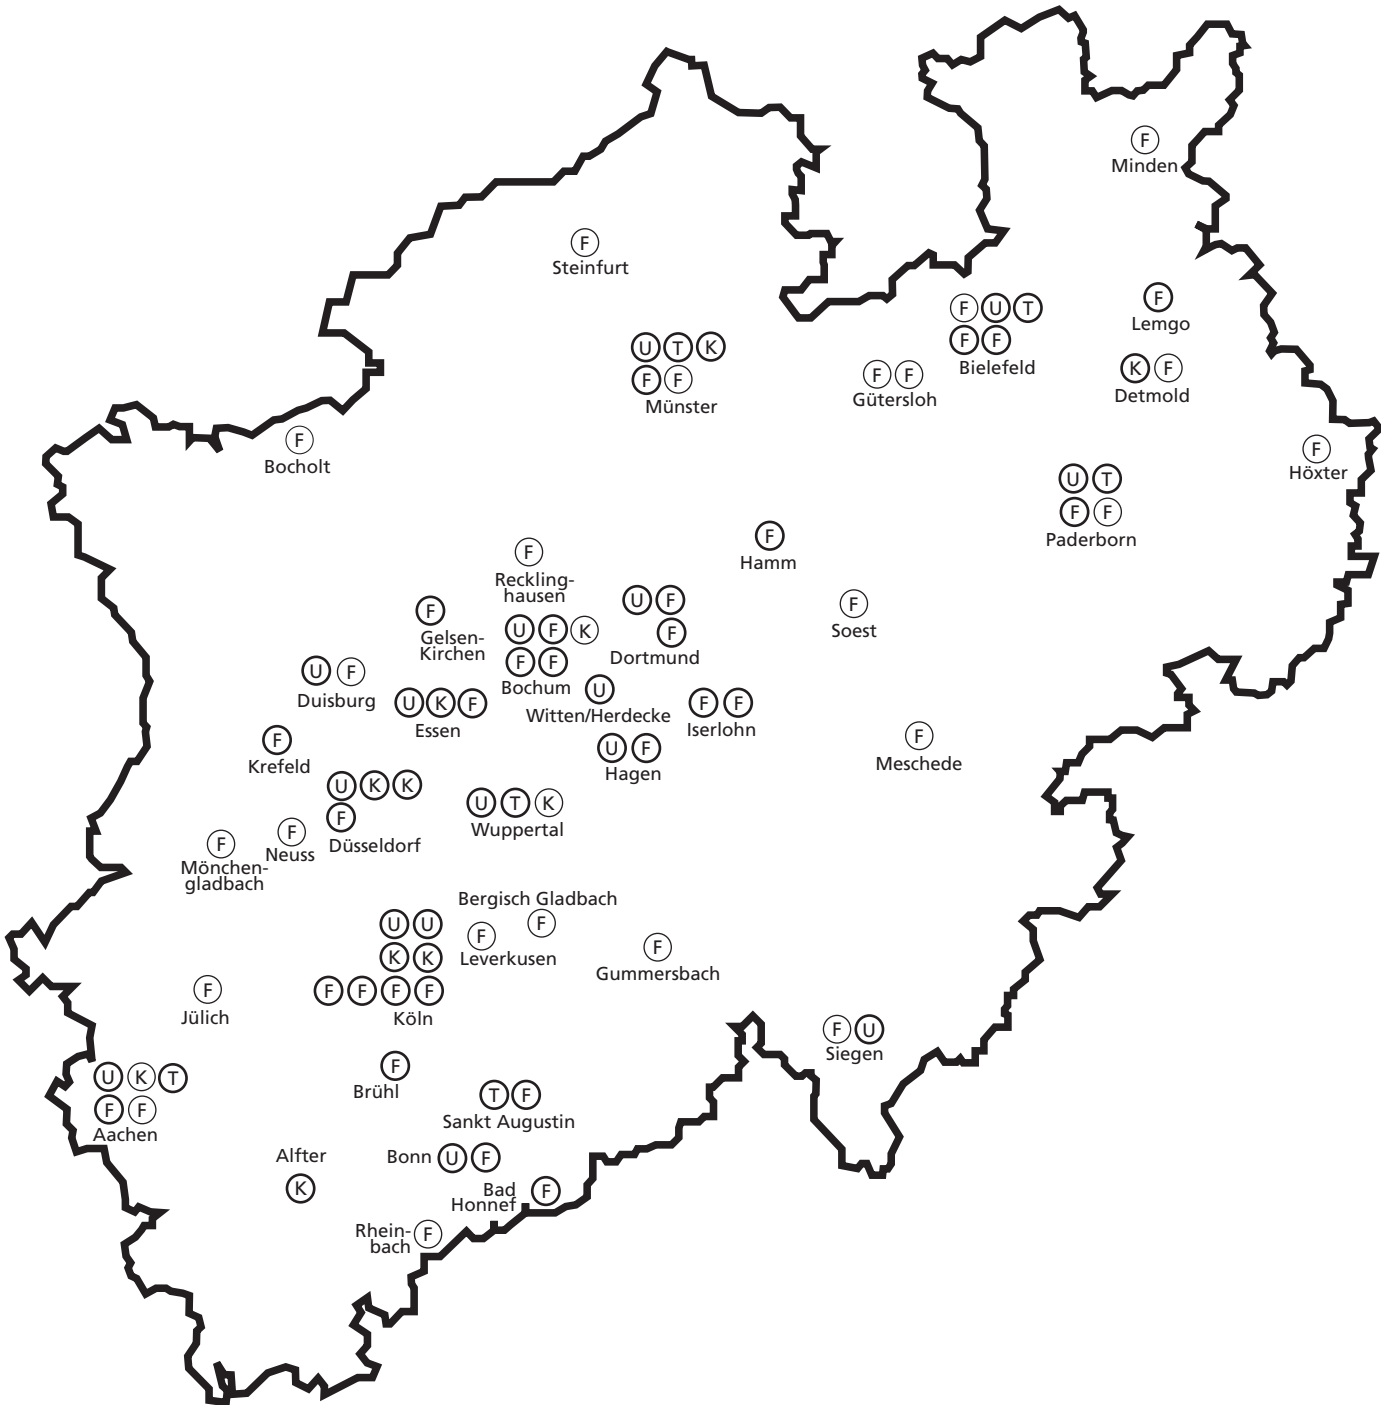 F
Minden
F
Steinfurt
F
Lemgo
F U T
F F
Bielefeld
U T K
F F
Münster
F F
Gütersloh
K F
Detmold
F
Bocholt
F
Höxter
U T
F F
Paderborn
F
Hamm
F
Reckling-
hausen
F
Gelsen-
Kirchen
U F K
F F
Bochum
U F
F
Dortmund
F
Soest
U F
Duisburg
U K F
Essen
U
Witten/Herdecke
F F
Iserlohn
F
Krefeld
U F
Hagen
F
Meschede
U K K
F
Düsseldorf
U T K
Wuppertal
F
Neuss
F
Mönchen-
gladbach
Bergisch Gladbach
F
F
Leverkusen
U U
K K
F F F F
Köln
F
Gummersbach
F
Jülich
F U
Siegen
U K T
F F
Aachen
F
Brühl
T F
Sankt Augustin
Alfter
K
Bonn U F
Bad
Honnef
F
Rhein-
bach
F